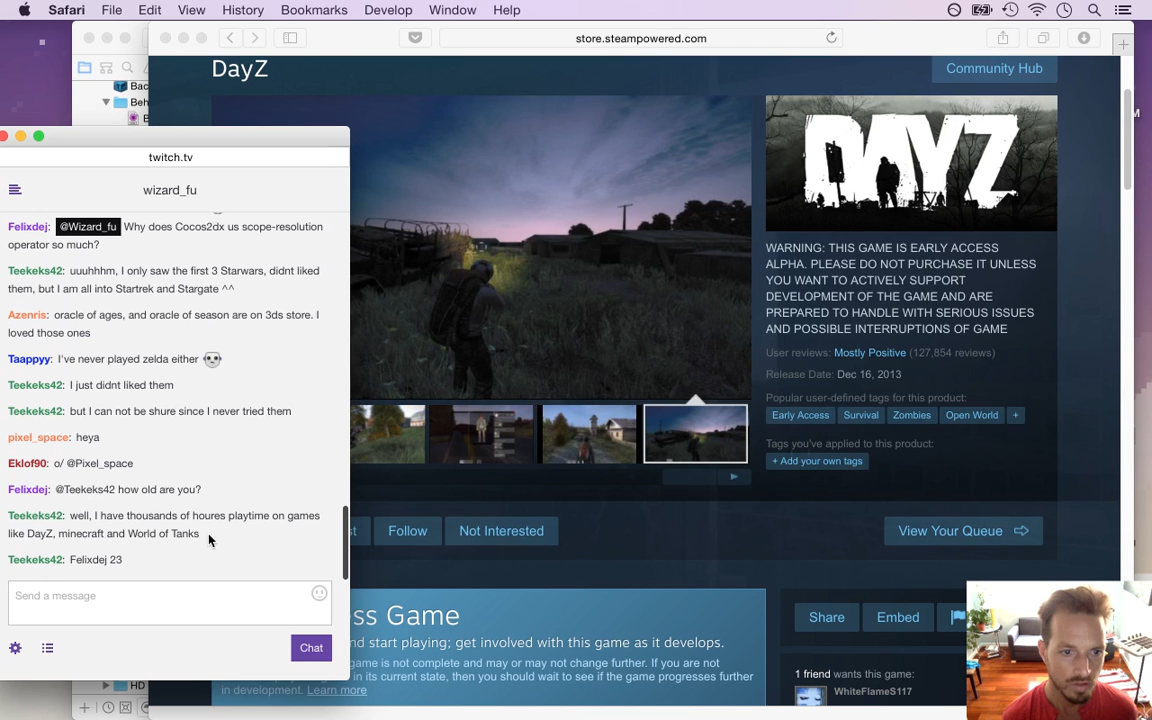 Safari File Edit View History Bookmarks Develop Window Help
store.steampowered.com
Bac
Beh
B
twitch.tv
wizard_fu
Felixdej: @Wizard_fu Why does Cocos2dx us scope-resolution
operator so much?
Teekeks42: uuuhhhm, I only saw the first 3 Starwars, didnt liked
them, but I am all into Startrek and Stargate ^^
Azenris: oracle of ages, and oracle of season are on 3ds store. I
loved those ones
Taappyy: I've never played zelda either
Teekeks42: I just didnt liked them
Teekeks42: but I can not be shure since I never tried them
pixel_space: heya
Eklof90: o/ @Pixel_space
Felixdej: @Teekeks42 how old are you?
Teekeks42: well, I have thousands of houres playtime on games
like DayZ, minecraft and World of Tanks
Teekeks42: Felixdej 23
Send a message
Chat
HD
DayZ
Community Hub
DAYZ
WARNING: THIS GAME IS EARLY ACCESS
ALPHA. PLEASE DO NOT PURCHASE IT UNLESS
YOU WANT TO ACTIVELY SUPPORT
DEVELOPMENT OF THE GAME AND ARE
PREPARED TO HANDLE WITH SERIOUS ISSUES
AND POSSIBLE INTERRUPTIONS OF GAME
User reviews: Mostly Positive (127,854 reviews)
Release Date: Dec 16, 2013
Popular user-defined tags for this product:
Early Access Survival Zombies Open World +
Tags you've applied to this product:
+ Add your own tags
st Follow Not Interested View Your Queue
ss Game
nd start playing; get involved with this game as it develops.
game is not complete and may or may not change further. If you are not
in its current state, then you should wait to see if the game progresses further
in development. Learn more
Share Embed
1 friend wants this game:
WhiteFlameS117
M